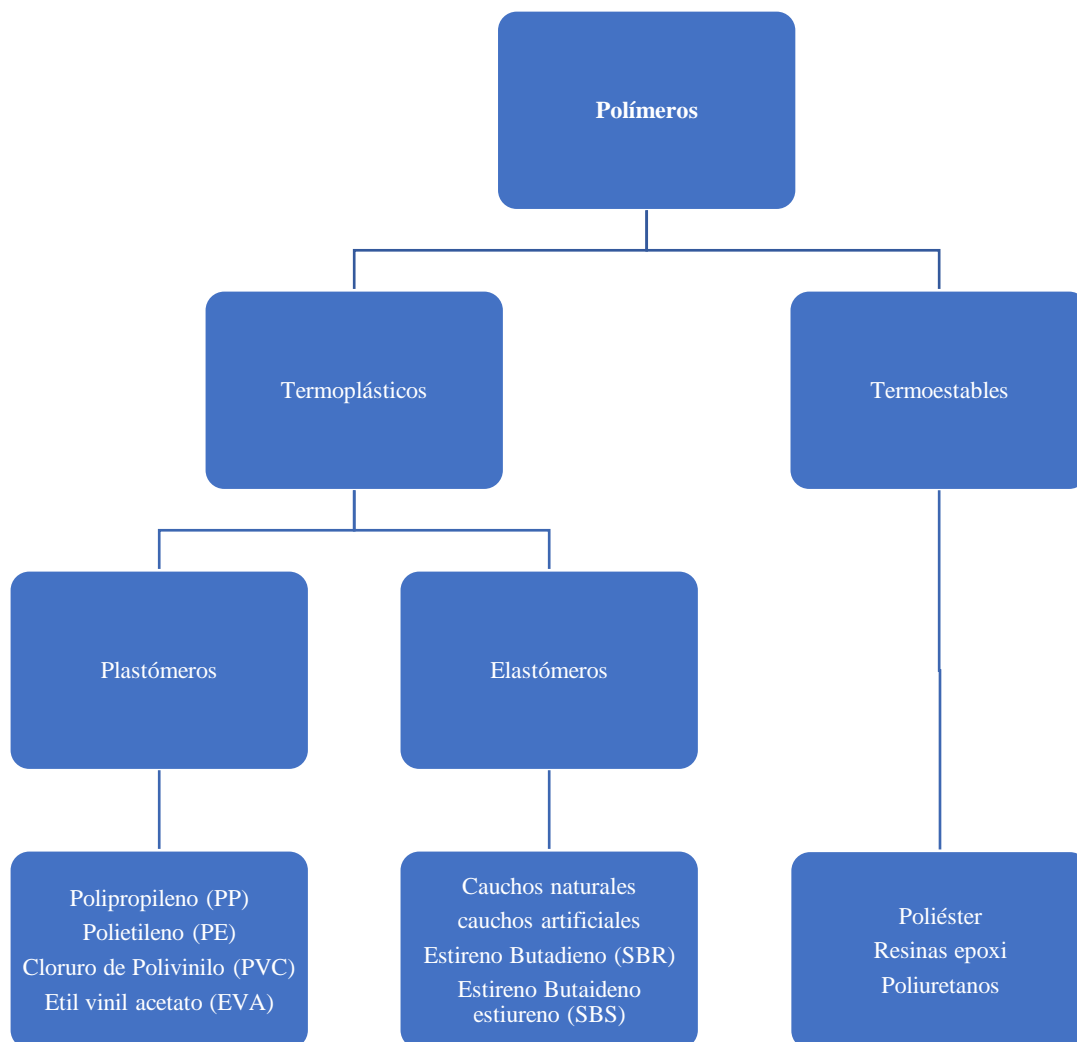 Polímeros
Termoplásticos
Termoestables
Plastómeros
Elastómeros
Polipropileno (PP)
Polietileno (PE)
Cloruro de Polivinilo (PVC)
Etil vinil acetato (EVA)
Cauchos naturales
cauchos artificiales
Estireno Butadieno (SBR)
Estireno Butaideno
estiureno (SBS)
Poliéster
Resinas epoxi
Poliuretanos